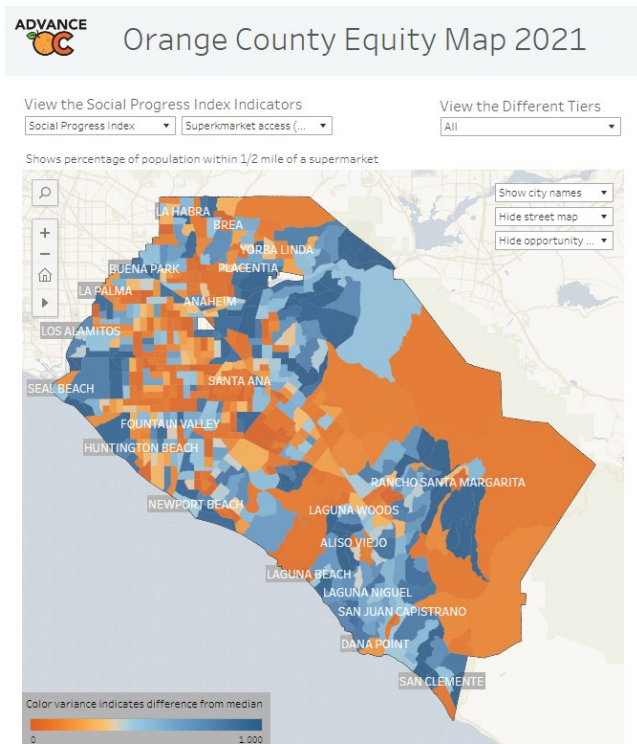 ADVANCE
OC
Orange County Equity Map 2021
View the Social Progress Index Indicators
View the Different Tiers
Social Progress Index
Superkmarket access (...
All
Shows percentage of population within 1/2 mile of a supermarket
Show city names
Hide street map
Hide opportunity ...
LA HABRA
BREA
YORBA LINDA
BUENA PARK
PLACENTIA
LA PALMA
ANAHEIM
LOS ALAMITOS
SANTA ANA
SEAL BEACH
FOUNTAIN VALLEY
HUNTINGTON BEACH
RANCHO SANTA MARGARITA
NEWPORT BEACH
LAGUNA WOODS
ALISO VIEJO
LAGUNA BEACH
LAGUNA NIGUEL
SAN JUAN CAPISTRANO
DANA POINT
SAN CLEMENTE
Color variance indicates difference from median
0
1.000